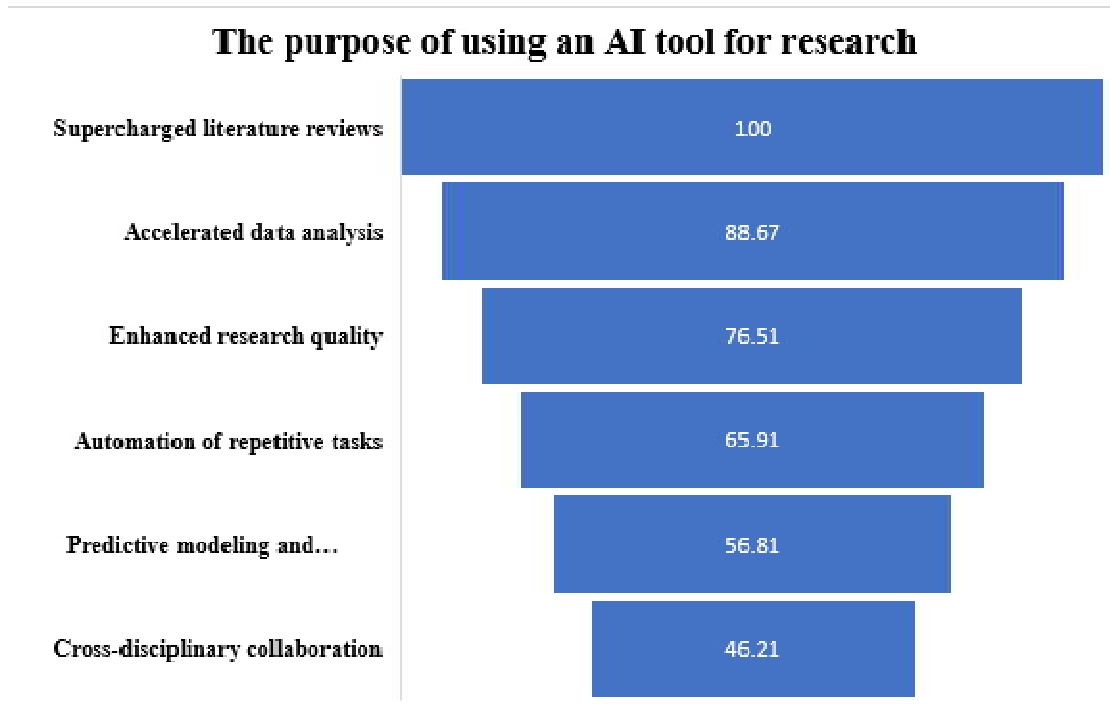 The purpose of using an AI tool for research
Supercharged literature reviews
100
Accelerated data analysis
88.67
Enhanced research quality
76.51
Automation of repetitive tasks
65.91
Predictive modeling and…
56.81
Cross-disciplinary collaboration
46.21